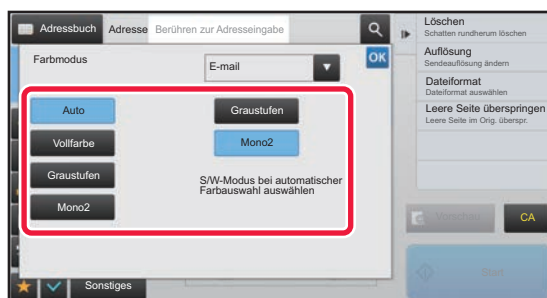 Adressbuch
Adresse
Berühren zur Adresseingabe
Farbmodus
E-mail
OK
Auto
Vollfarbe
Graustufen
Mono2
Graustufen
Mono2
S/W-Modus bei automatischer
Farbauswahl auswählen
Sonstiges
Löschen
Schatten rundherum löschen
Auflösung
Sendeauflösung ändern
Dateiformat
Dateiformat auswählen
Leere Seite überspringen
Leere Seite im Orig. überspr.
Vorschau
CA
Start